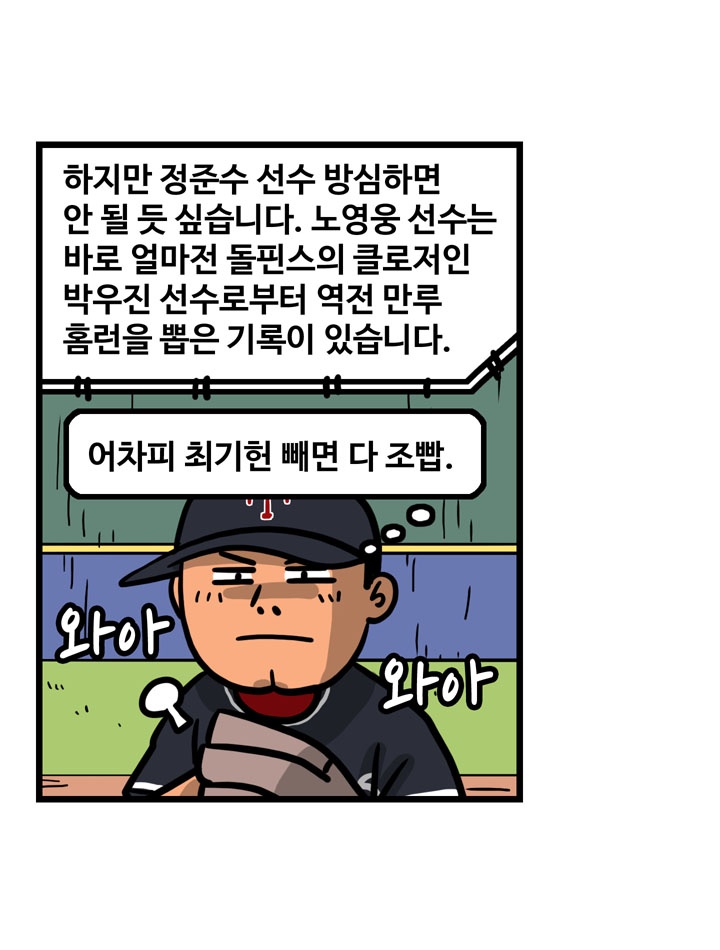 하지만 정준수 선수 방심하면
안 될 듯 싶습니다. 노영웅 선수는
바로 얼마전 돌핀스의 클로저인
박우진 선수로부터 역전 만루
홈런을 뽑은 기록이 있습니다.
어차피 최기헌 빼면 다 조빱.
T
와아
와아